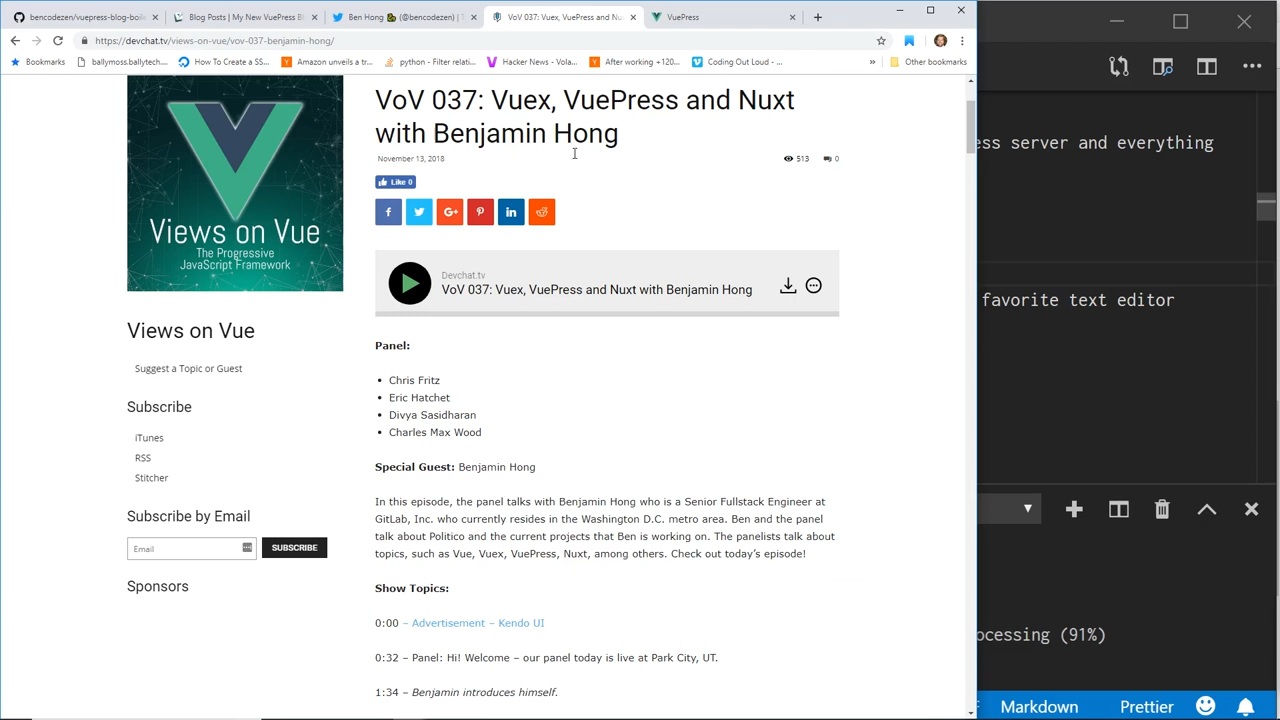 bencodezen/vuepress-blog-boile
Blog Posts | My New VuePress B
Ben Hong (@bencodezen) | T
VoV 037: Vuex, VuePress and Nu
VuePress
https://devchat.tv/views-on-vue/vov-037-benjamin-hong/
Bookmarks
ballymoss.ballytech...
How To Create a SS...
Amazon unveils a tr...
python - Filter relati...
Hacker News - Vola...
After working +120...
Coding Out Loud - ...
»
Other bookmarks
Views on Vue
The Progressive
JavaScript Framework
Views on Vue
Suggest a Topic or Guest
Subscribe
iTunes
RSS
Stitcher
Subscribe by Email
Email
SUBSCRIBE
Sponsors
VoV 037: Vuex, VuePress and Nuxt
with Benjamin Hong
November 13, 2018
513
0
Like 0
Devchat.tv
VoV 037: Vuex, VuePress and Nuxt with Benjamin Hong
Panel:
• Chris Fritz
• Eric Hatchet
• Divya Sasidharan
• Charles Max Wood
Special Guest: Benjamin Hong
In this episode, the panel talks with Benjamin Hong who is a Senior Fullstack Engineer at
GitLab, Inc. who currently resides in the Washington D.C. metro area. Ben and the panel
talk about Politico and the current projects that Ben is working on. The panelists talk about
topics, such as Vue, Vuex, VuePress, Nuxt, among others. Check out today's episode!
Show Topics:
0:00 – Advertisement – Kendo UI
0:32 – Panel: Hi! Welcome – our panel today is live at Park City, UT.
1:34 – Benjamin introduces himself.
ess server and everything
favorite text editor
ocessing (91%)
Markdown
Prettier